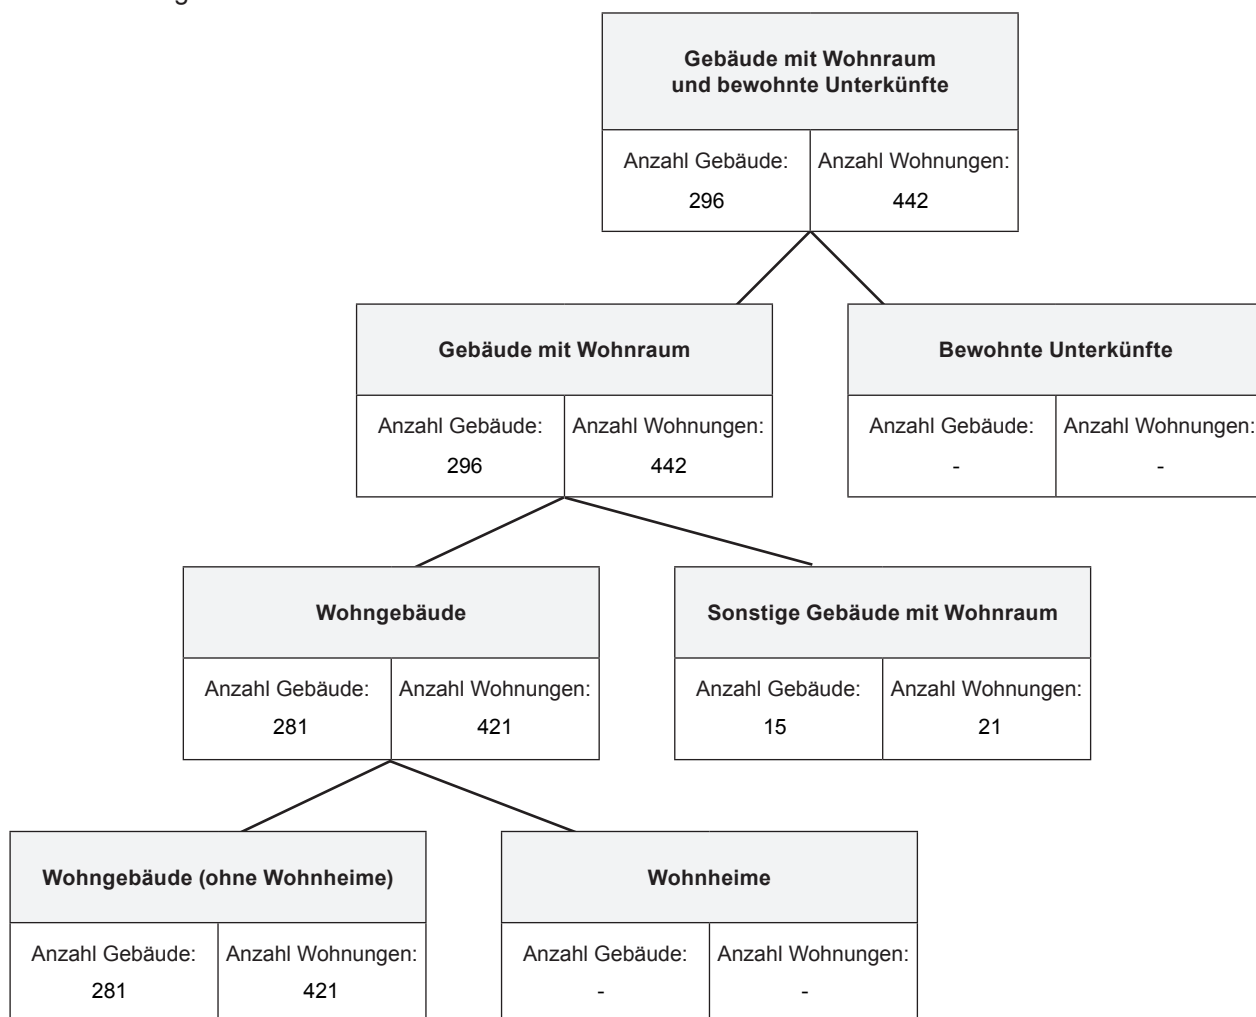 Gebäude mit Wohnraum
und bewohnte Unterkünfte
Anzahl Gebäude: Anzahl Wohnungen:
296 442
Gebäude mit Wohnraum
Anzahl Gebäude: Anzahl Wohnungen:
296 442
Bewohnte Unterkünfte
Anzahl Gebäude: Anzahl Wohnungen:
- -
Wohngebäude
Anzahl Gebäude: Anzahl Wohnungen:
281 421
Sonstige Gebäude mit Wohnraum
Anzahl Gebäude: Anzahl Wohnungen:
15 21
Wohngebäude (ohne Wohnheime)
Anzahl Gebäude: Anzahl Wohnungen:
281 421
Wohnheime
Anzahl Gebäude: Anzahl Wohnungen:
- -